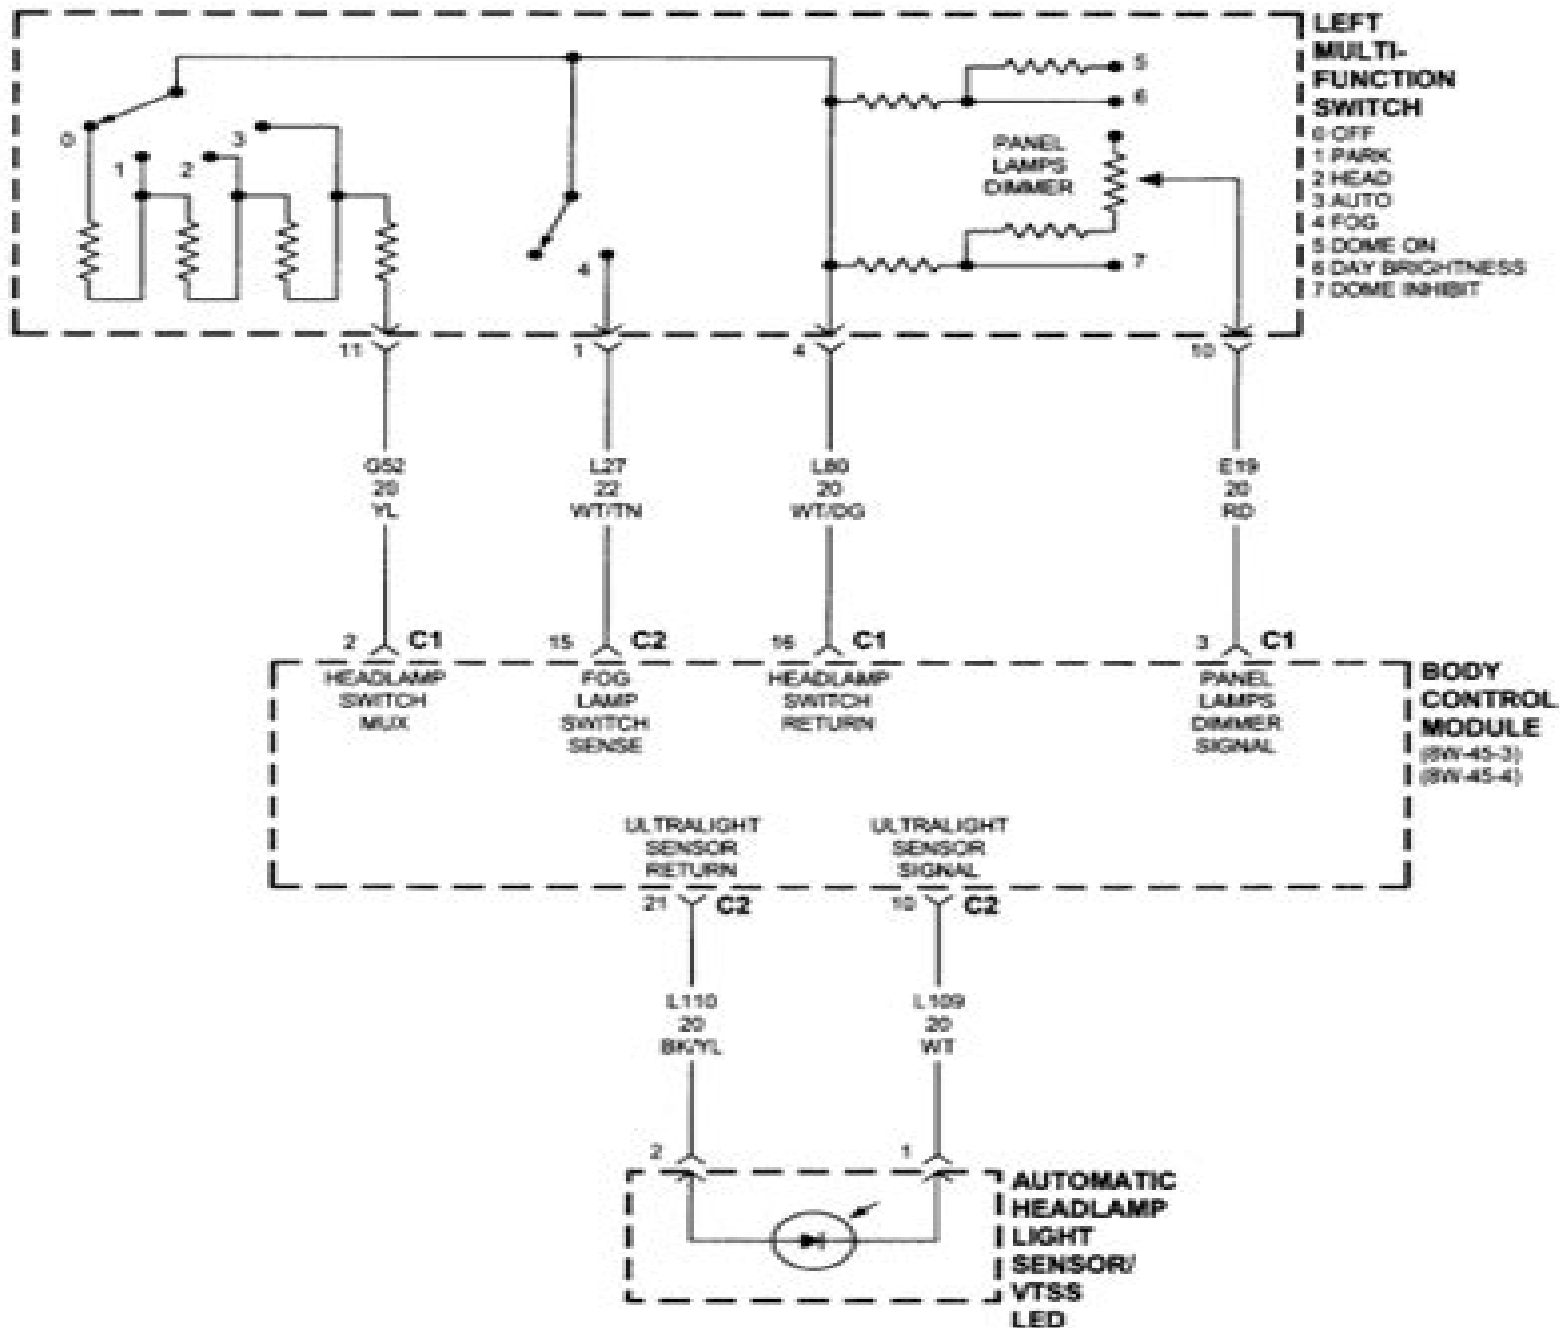 LEFT
MULTI-
FUNCTION
SWITCH
0 OFF
1 PARK
2 HEAD
3 AUTO
4 FOG
5 DOME ON
6 DAY BRIGHTNESS
7 DOME INHIBIT
0
1
2
3
4
5
6
PANEL
LAMPS
DIMMER
7
11
1
4
10
G52
20
YL
L27
22
WT/TN
L80
20
WT/DG
E19
20
RD
2 C1
15 C2
16 C1
3 C1
HEADLAMP
SWITCH
MUX
FOG
LAMP
SWITCH
SENSE
HEADLAMP
SWITCH
RETURN
PANEL
LAMPS
DIMMER
SIGNAL
BODY
CONTROL
MODULE
(8W-45-3)
(8W-45-4)
ULTRALIGHT
SENSOR
RETURN
ULTRALIGHT
SENSOR
SIGNAL
21 C2
10 C2
L110
20
BK/YL
L109
20
WT
2
1
AUTOMATIC
HEADLAMP
LIGHT
SENSOR/
VTSS
LED